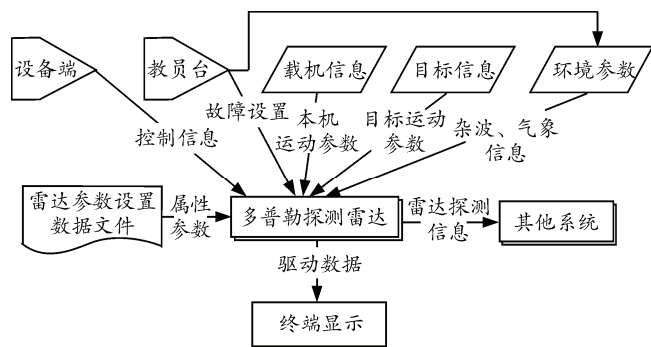 设备端
教员台
载机信息
目标信息
环境参数
控制信息
故障设置
本机
运动参数
目标运动
参数
杂波、气象
信息
雷达参数设置
数据文件
属性
参数
多普勒探测雷达
雷达探测
信息
其他系统
驱动数据
终端显示